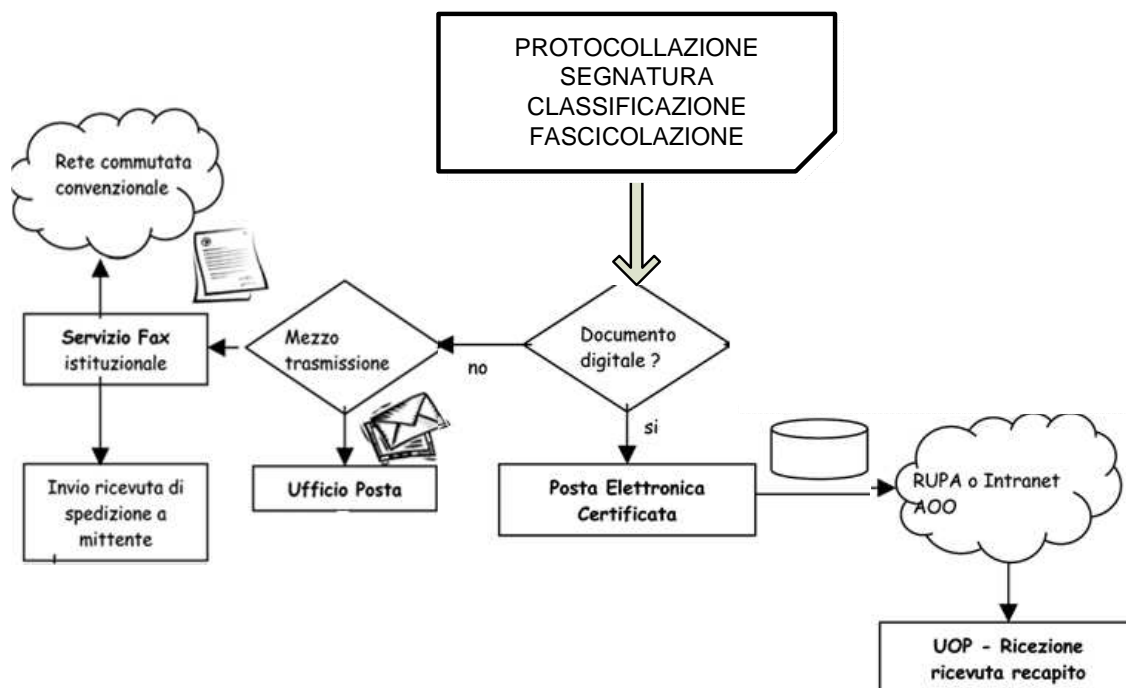 PROTOCOLLAZIONE
SEGNATURA
CLASSIFICAZIONE
FASCICOLAZIONE
Rete commutata
convenzionale
Servizio Fax
istituzionale
Mezzo
trasmissione
no
Documento
digitale ?
si
Invio ricevuta di
spedizione a
mittente
Ufficio Posta
Posta Elettronica
Certificata
RUPA o Intranet
AOO
UOP - Ricezione
ricevuta recapito